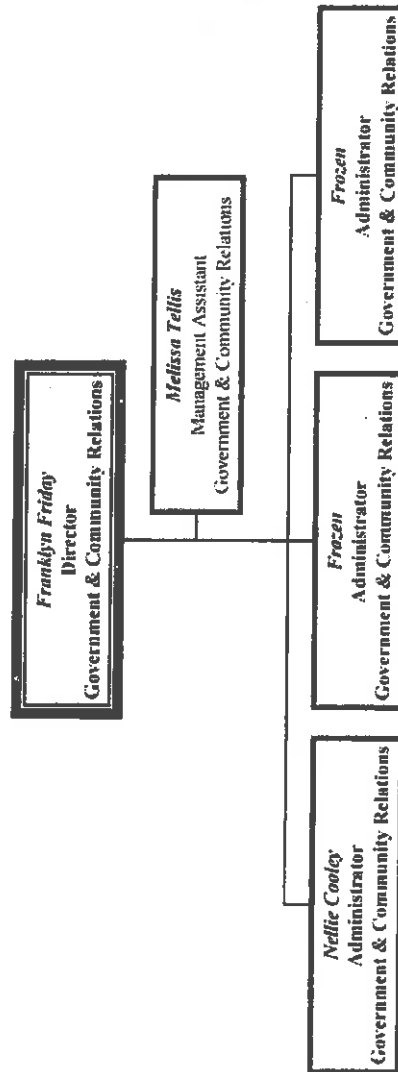 Franklyn Friday
Director
Government & Community Relations
Melissa Tellis
Management Assistant
Government & Community Relations
Nellie Cooley
Administrator
Government & Community Relations
Frozen
Administrator
Government & Community Relations
Frozen
Administrator
Government & Community Relations